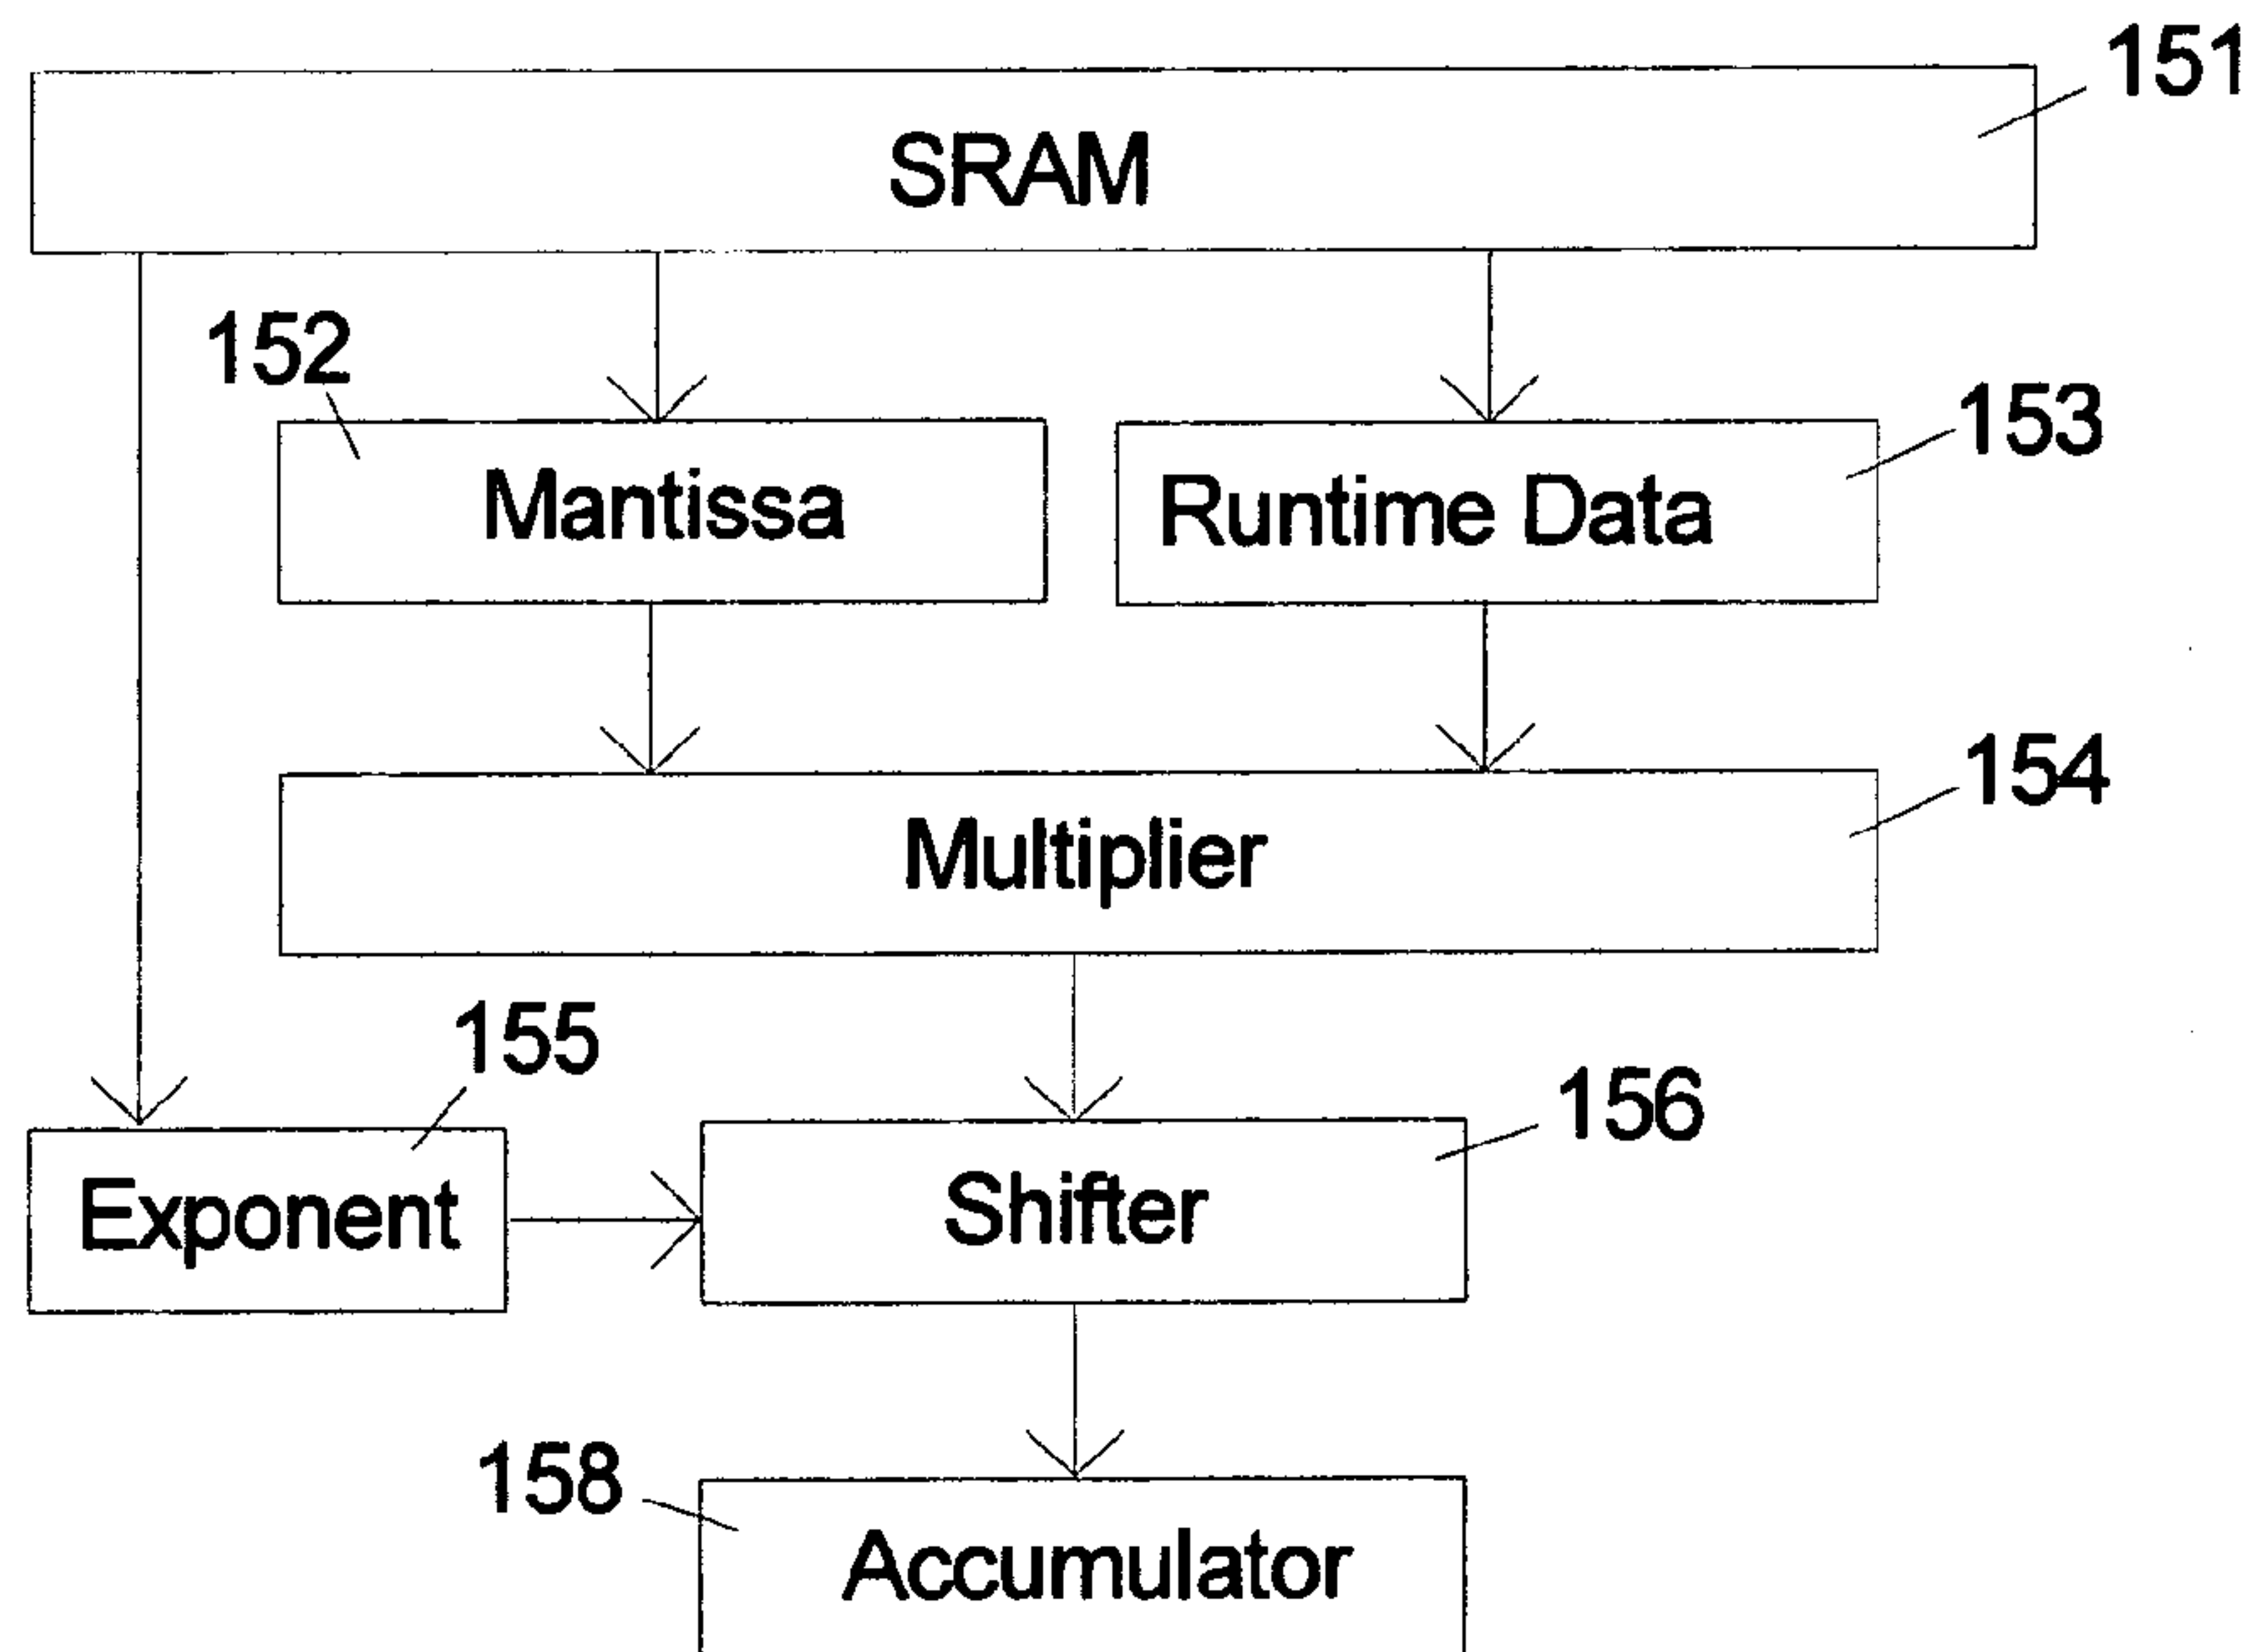 151
SRAM
152
153
Mantissa
Runtime Data
154
Multiplier
155
156
Exponent
Shifter
158
Accumulator